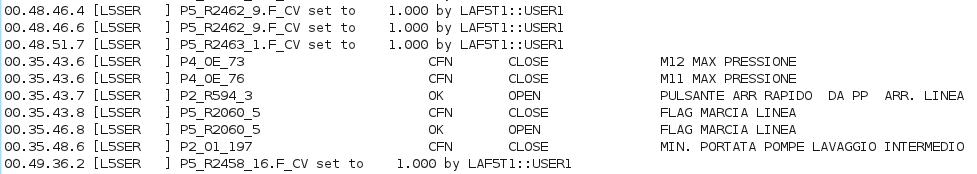 00.48.46.4 [L5SER   ] P5_R2462_9.F_CV set to    1.000 by LAF5T1::USER1
00.48.46.6 [L5SER   ] P5_R2462_9.F_CV set to    1.000 by LAF5T1::USER1
00.48.51.7 [L5SER   ] P5_R2463_1.F_CV set to    1.000 by LAF5T1::USER1
00.35.43.6 [L5SER   ] P4_OE_73 CFN CLOSE M12 MAX PRESSIONE
00.35.43.6 [L5SER   ] P4_OE_76 CFN CLOSE M11 MAX PRESSIONE
00.35.43.7 [L5SER   ] P2_R594_3 OK OPEN PULSANTE ARR RAPIDO  DA PP  ARR. LINEA
00.35.43.8 [L5SER   ] P5_R2060_5 CFN CLOSE FLAG MARCIA LINEA
00.35.46.8 [L5SER   ] P5_R2060_5 OK OPEN FLAG MARCIA LINEA
00.35.48.6 [L5SER   ] P2_01_197 CFN CLOSE MIN. PORTATA POMPE LAVAGGIO INTERMEDIO
00.49.36.2 [L5SER   ] P5_R2458_16.F_CV set to    1.000 by LAF5T1::USER1